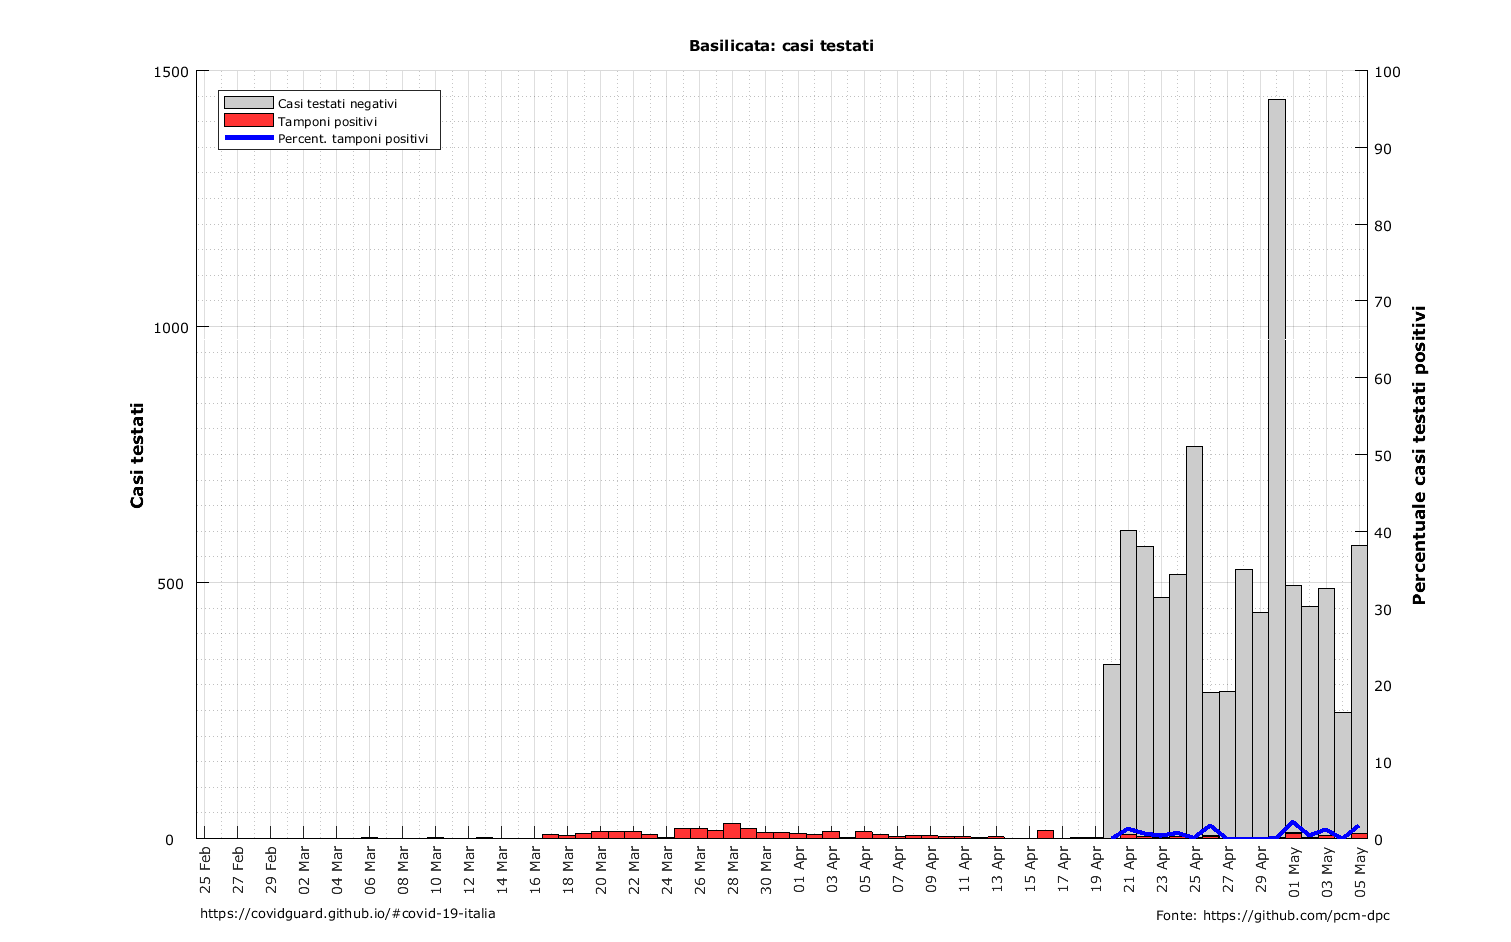 Basilicata: casi testati
Casi testati negativi
Tamponi positivi
Percent. tamponi positivi
Casi testati
1500
1000
500
0
100
90
80
70
60
50
40
30
20
10
0
Percentuale casi testati positivi
25 Feb
27 Feb
29 Feb
02 Mar
04 Mar
06 Mar
08 Mar
10 Mar
12 Mar
14 Mar
16 Mar
18 Mar
20 Mar
22 Mar
24 Mar
26 Mar
28 Mar
30 Mar
01 Apr
03 Apr
05 Apr
07 Apr
09 Apr
11 Apr
13 Apr
15 Apr
17 Apr
19 Apr
21 Apr
23 Apr
25 Apr
27 Apr
29 Apr
01 May
03 May
05 May
https://covidguard.github.io/#covid-19-italia
Fonte: https://github.com/pcm-dpc